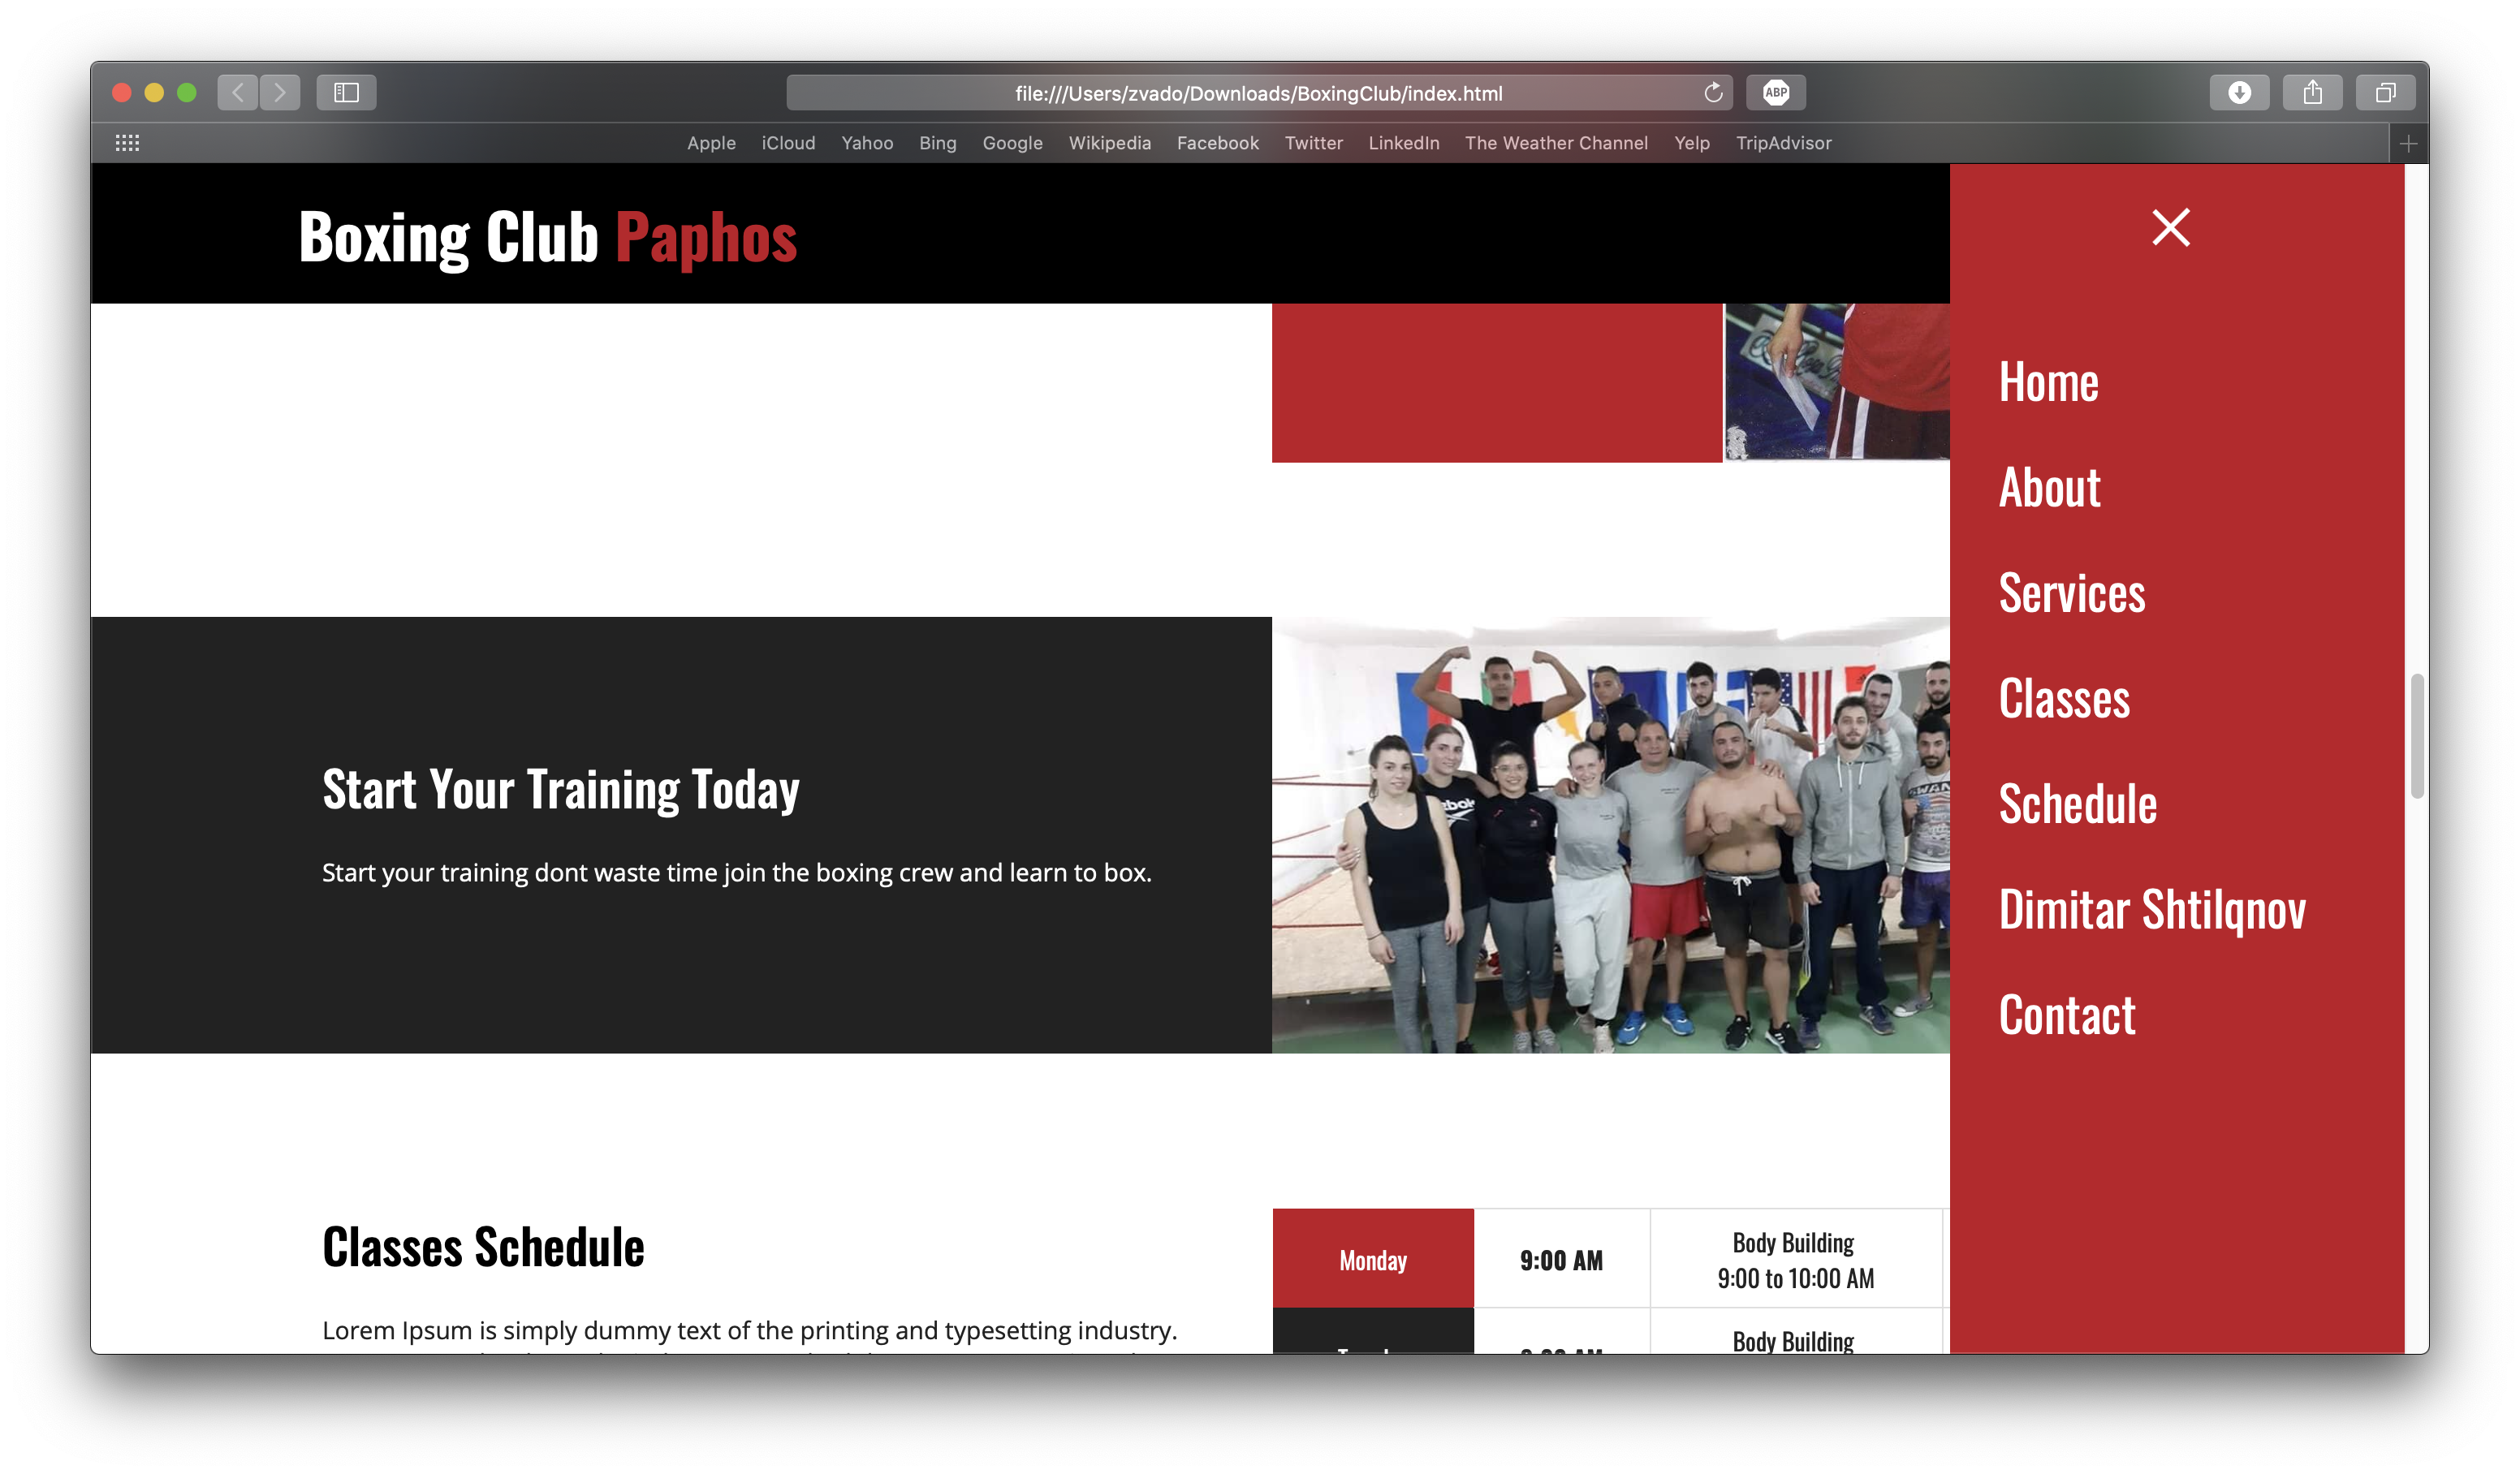 file:///Users/zvado/Downloads/BoxingClub/index.html
ABP
Apple iCloud Yahoo Bing Google Wikipedia Facebook Twitter LinkedIn The Weather Channel Yelp TripAdvisor
Boxing Club Paphos
Home
About
Services
Classes
Schedule
Dimitar Shtilqnov
Contact
Start Your Training Today
Start your training dont waste time join the boxing crew and learn to box.
Classes Schedule
Lorem Ipsum is simply dummy text of the printing and typesetting industry.
Monday 9:00 AM Body Building
9:00 to 10:00 AM
Body Building